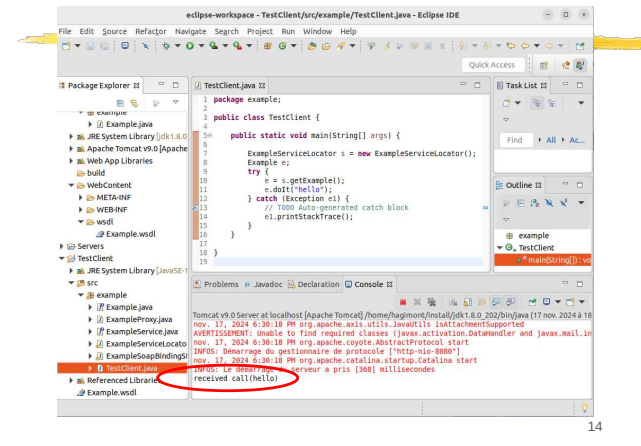 eclipse-workspace - TestClient/src/example/TestClient.java - Eclipse IDE
File Edit Source Refactor Navigate Search Project Run Window Help
Quick Access
Package Explorer
example
Example.java
JRE System Library [jdk1.8.0
Apache Tomcat v9.0 [Apache
Web App Libraries
build
WebContent
META-INF
WEB-INF
wsdl
Example.wsdl
Servers
TestClient
JRE System Library [JavaSE-1
src
example
Example.java
ExampleProxy.java
ExampleService.java
ExampleServiceLocato
ExampleSoapBindingSt
TestClient.java
Referenced Libraries
Example.wsdl
TestClient.java
1 package example;
2
3 public class TestClient {
4
5 public static void main(String[] args) {
6
7 ExampleServiceLocator s = new ExampleServiceLocator();
8 Example e;
9 try {
10 e = s.getExample();
11 e.doIt("hello");
12 } catch (Exception e1) {
13 // TODO Auto-generated catch block
14 e1.printStackTrace();
15 }
16 }
17
18 }
19
Task List
Find All Ac...
Outline
example
TestClient
main(String[]) : vo
Problems Javadoc Declaration Console
Tomcat v9.0 Server at localhost [Apache Tomcat] /home/hagimont/install/jdk1.8.0_202/bin/java (17 nov. 2024 à 18
nov. 17, 2024 6:30:18 PM org.apache.axis.utils.JavaUtils isAttachmentSupported
AVERTISSEMENT: Unable to find required classes (javax.activation.DataHandler and javax.mail.in
nov. 17, 2024 6:30:18 PM org.apache.coyote.AbstractProtocol start
INFOS: Démarrage du gestionnaire de protocole ["http-nio-8080"]
nov. 17, 2024 6:30:18 PM org.apache.catalina.startup.Catalina start
INFOS: Le démarrage du serveur a pris [368] millisecondes
received call(hello)
14